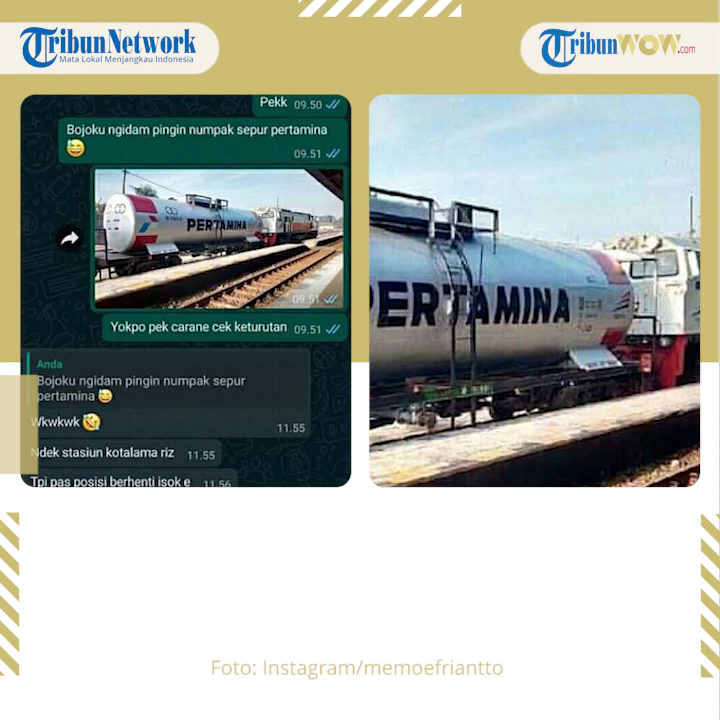 TribunNetwork
Mata Lokal Menjangkau Indonesia
TribunWOW.com
Pekk 09.50
Bojoku ngidam pingin numpak sepur pertamina
😅
09.51
PERTAMINA
09.51
Yokpo pek carane cek keturutan 09.51
Anda
Bojoku ngidam pingin numpak sepur
pertamina 😅
Wkwkwk 🤣
11.55
Ndek stasiun kotalama riz 11.55
Tpi pas posisi berhenti isok e 11.56
PERTAMINA
Foto: Instagram/memoefriantto